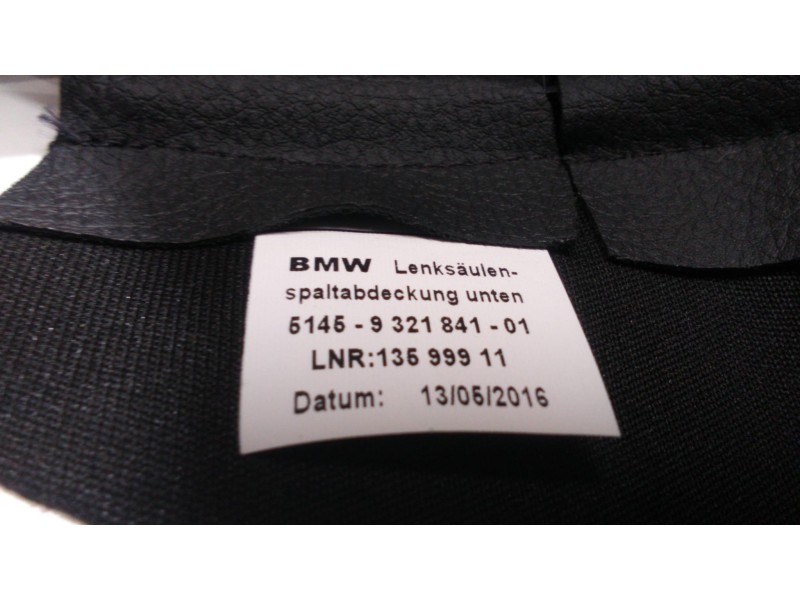 BMW Lenksäulen-
spaltabdeckung unten
5145 - 9 321 841 - 01
LNR:135 999 11
Datum: 13/05/2016